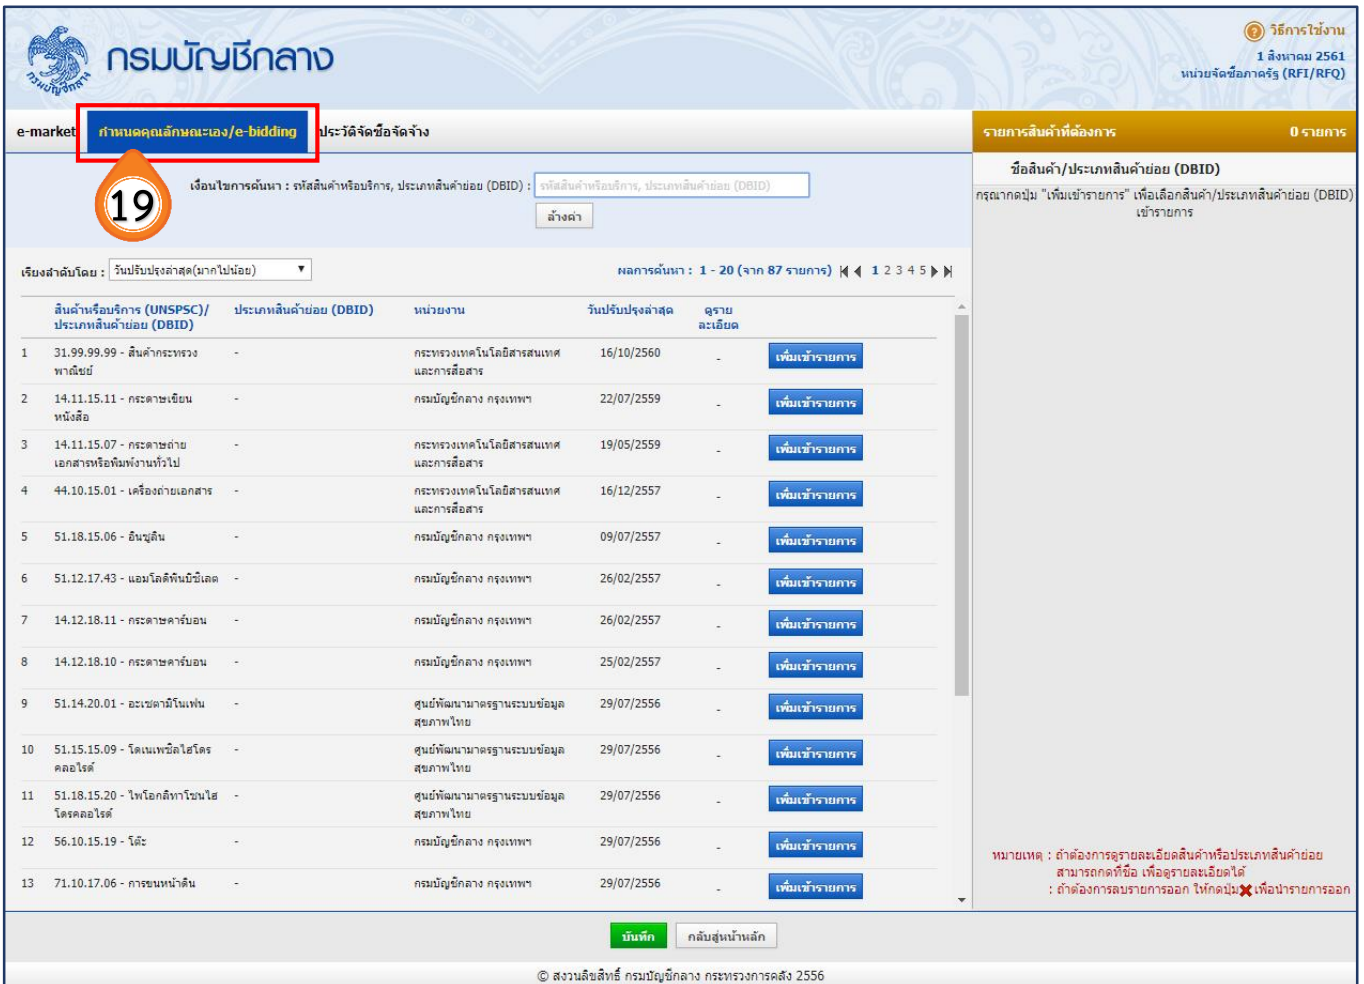 กรมบัญชีกลาง
วิธีการใช้งาน
1 สิงหาคม 2561
หน่วยจัดซื้อภาครัฐ (RFI/RFQ)
e-market กำหนดคุณลักษณะเอง/e-bidding ประวัติจัดซื้อจัดจ้าง
รายการสินค้าที่ต้องการ 0 รายการ
19
เงื่อนไขการค้นหา : รหัสสินค้าหรือบริการ, ประเภทสินค้าย่อย (DBID) : รหัสสินค้าหรือบริการ, ประเภทสินค้าย่อย (DBID)
ล้างค่า
ชื่อสินค้า/ประเภทสินค้าย่อย (DBID)
กรุณากดปุ่ม "เพิ่มเข้ารายการ" เพื่อเลือกสินค้า/ประเภทสินค้าย่อย (DBID)
เข้ารายการ
เรียงลำดับโดย : วันปรับปรุงล่าสุด(มากไปน้อย)
ผลการค้นหา : 1 - 20 (จาก 87 รายการ) 1 2 3 4 5
สินค้าหรือบริการ (UNSPSC)/ ประเภทสินค้าย่อย (DBID) หน่วยงาน วันปรับปรุงล่าสุด ดูราย
ประเภทสินค้าย่อย (DBID) ละเอียด
1 31.99.99.99 - สินค้ากระทรวง - กระทรวงเทคโนโลยีสารสนเทศ 16/10/2560 - เพิ่มเข้ารายการ
พาณิชย์ และการสื่อสาร
2 14.11.15.11 - กระดาษเขียน - กรมบัญชีกลาง กรุงเทพฯ 22/07/2559 - เพิ่มเข้ารายการ
หนังสือ
3 14.11.15.07 - กระดาษถ่าย - กระทรวงเทคโนโลยีสารสนเทศ 19/05/2559 - เพิ่มเข้ารายการ
เอกสารหรือพิมพ์งานทั่วไป และการสื่อสาร
4 44.10.15.01 - เครื่องถ่ายเอกสาร - กระทรวงเทคโนโลยีสารสนเทศ 16/12/2557 - เพิ่มเข้ารายการ
และการสื่อสาร
5 51.18.15.06 - อินซูลิน - กรมบัญชีกลาง กรุงเทพฯ 09/07/2557 - เพิ่มเข้ารายการ
6 51.12.17.43 - แอมโลดิพีนบิซิเลต - กรมบัญชีกลาง กรุงเทพฯ 26/02/2557 - เพิ่มเข้ารายการ
7 14.12.18.11 - กระดาษคาร์บอน - กรมบัญชีกลาง กรุงเทพฯ 26/02/2557 - เพิ่มเข้ารายการ
8 14.12.18.10 - กระดาษคาร์บอน - กรมบัญชีกลาง กรุงเทพฯ 25/02/2557 - เพิ่มเข้ารายการ
9 51.14.20.01 - อะเซตามิโนเฟน - ศูนย์พัฒนามาตรฐานระบบข้อมูล 29/07/2556 - เพิ่มเข้ารายการ
สุขภาพไทย
10 51.15.15.09 - โดเนเพซิลไฮโดร - ศูนย์พัฒนามาตรฐานระบบข้อมูล 29/07/2556 - เพิ่มเข้ารายการ
คลอไรด์ สุขภาพไทย
11 51.18.15.20 - ไพโอกลิทาโซนไฮ - ศูนย์พัฒนามาตรฐานระบบข้อมูล 29/07/2556 - เพิ่มเข้ารายการ
โดรคลอไรด์ สุขภาพไทย
12 56.10.15.19 - โต๊ะ - กรมบัญชีกลาง กรุงเทพฯ 29/07/2556 - เพิ่มเข้ารายการ
13 71.10.17.06 - การขนหน้าดิน - กรมบัญชีกลาง กรุงเทพฯ 29/07/2556 - เพิ่มเข้ารายการ
หมายเหตุ : ถ้าต้องการดูรายละเอียดสินค้าหรือประเภทสินค้าย่อย
สามารถกดที่ชื่อ เพื่อดูรายละเอียดได้
: ถ้าต้องการลบรายการออก ให้กดปุ่ม เพื่อนำรายการออก
บันทึก กลับสู่หน้าหลัก
© สงวนลิขสิทธิ์ กรมบัญชีกลาง กระทรวงการคลัง 2556